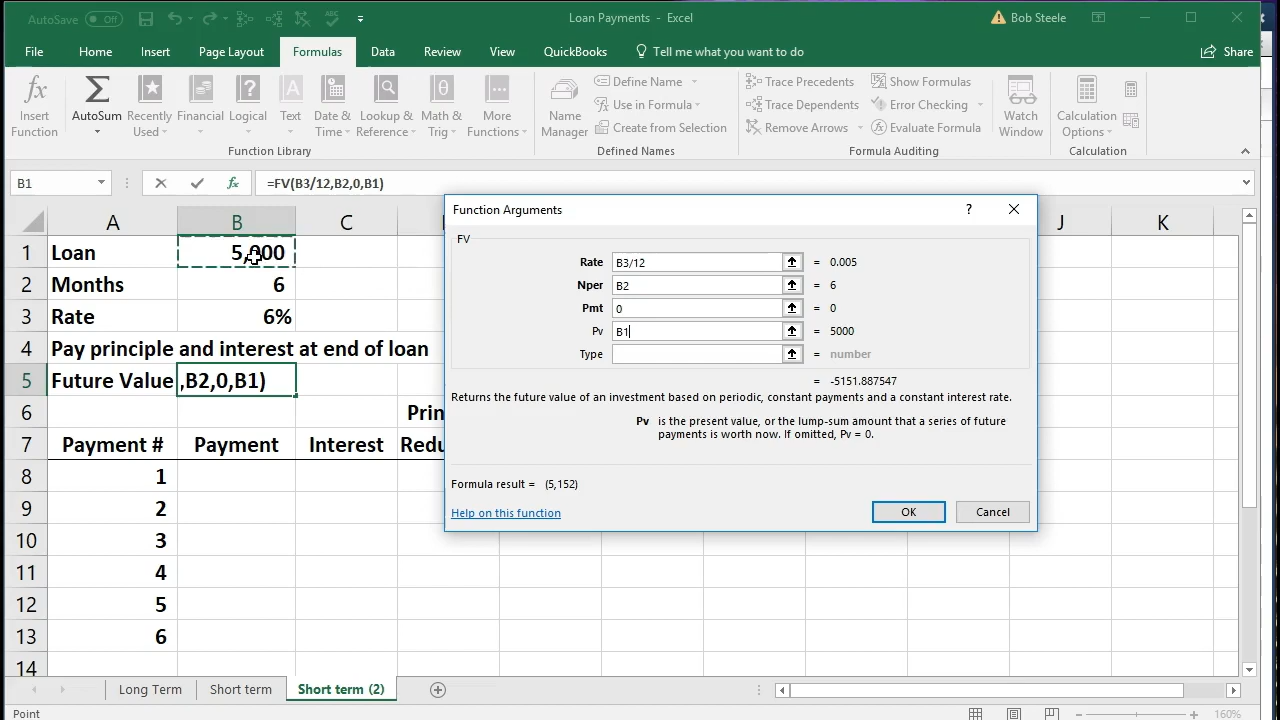 AutoSave Off
Loan Payments - Excel
Bob Steele
File Home Insert Page Layout Formulas Data Review View QuickBooks Tell me what you want to do Share
Insert Function
AutoSum
Recently Used
Financial
Logical
Text
Date & Time
Lookup & Reference
Math & Trig
More Functions
Function Library
Name Manager
Define Name
Use in Formula
Create from Selection
Defined Names
Trace Precedents
Trace Dependents
Remove Arrows
Show Formulas
Error Checking
Evaluate Formula
Formula Auditing
Watch Window
Calculation Options
Calculation
B1 fx =FV(B3/12,B2,0,B1)
A B C J K
1 Loan 5,000
2 Months 6
3 Rate 6%
4 Pay principle and interest at end of loan
5 Future Value ,B2,0,B1)
6 Prin
7 Payment # Payment Interest Redu
8 1
9 2
10 3
11 4
12 5
13 6
14
Function Arguments ?
FV
Rate B3/12 = 0.005
Nper B2 = 6
Pmt 0 = 0
Pv B1 = 5000
Type = number
= -5151.887547
Returns the future value of an investment based on periodic, constant payments and a constant interest rate.
Pv is the present value, or the lump-sum amount that a series of future
payments is worth now. If omitted, Pv = 0.
Formula result = (5,152)
Help on this function
OK Cancel
Long Term Short term Short term (2)
Point
160%